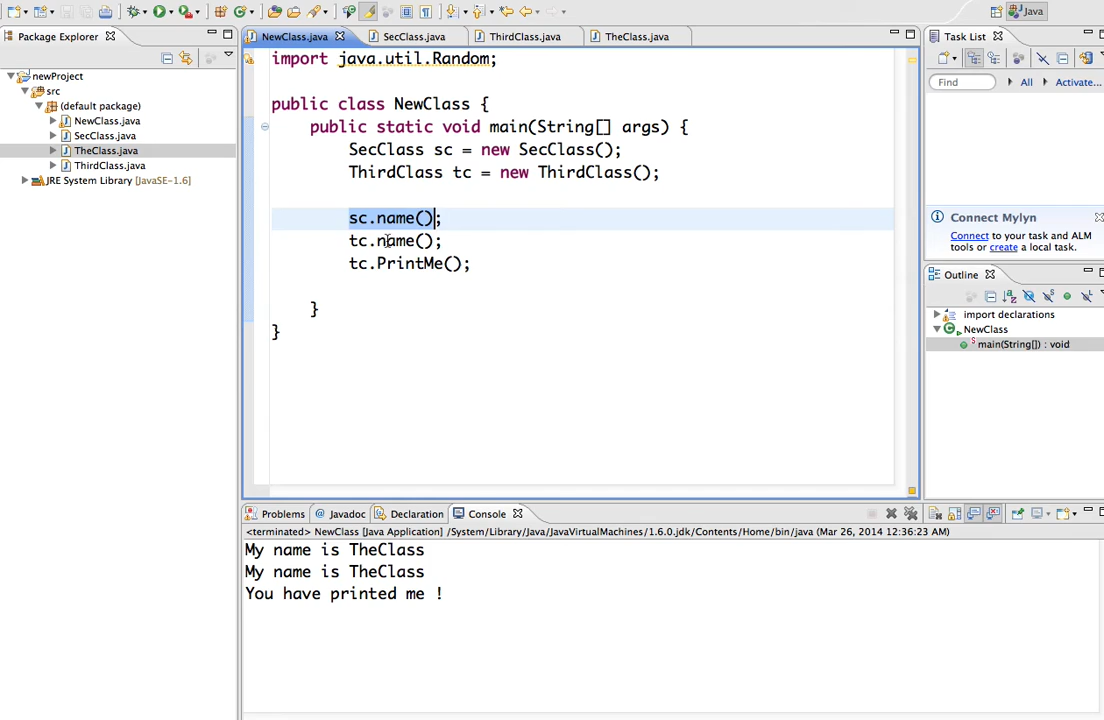 Java
Package Explorer
newProject
src
(default package)
NewClass.java
SecClass.java
TheClass.java
ThirdClass.java
JRE System Library [JavaSE-1.6]
NewClass.java
SecClass.java
ThirdClass.java
TheClass.java
import java.util.Random;
public class NewClass {
public static void main(String[] args) {
SecClass sc = new SecClass();
ThirdClass tc = new ThirdClass();
sc.name();
tc.name();
tc.PrintMe();
}
}
Task List
Find
All
Activate...
Connect Mylyn
Connect to your task and ALM
tools or create a local task.
Outline
import declarations
NewClass
main(String[]) : void
Problems
Javadoc
Declaration
Console
<terminated> NewClass [Java Application] /System/Library/Java/JavaVirtualMachines/1.6.0.jdk/Contents/Home/bin/java (Mar 26, 2014 12:36:23 AM)
My name is TheClass
My name is TheClass
You have printed me !